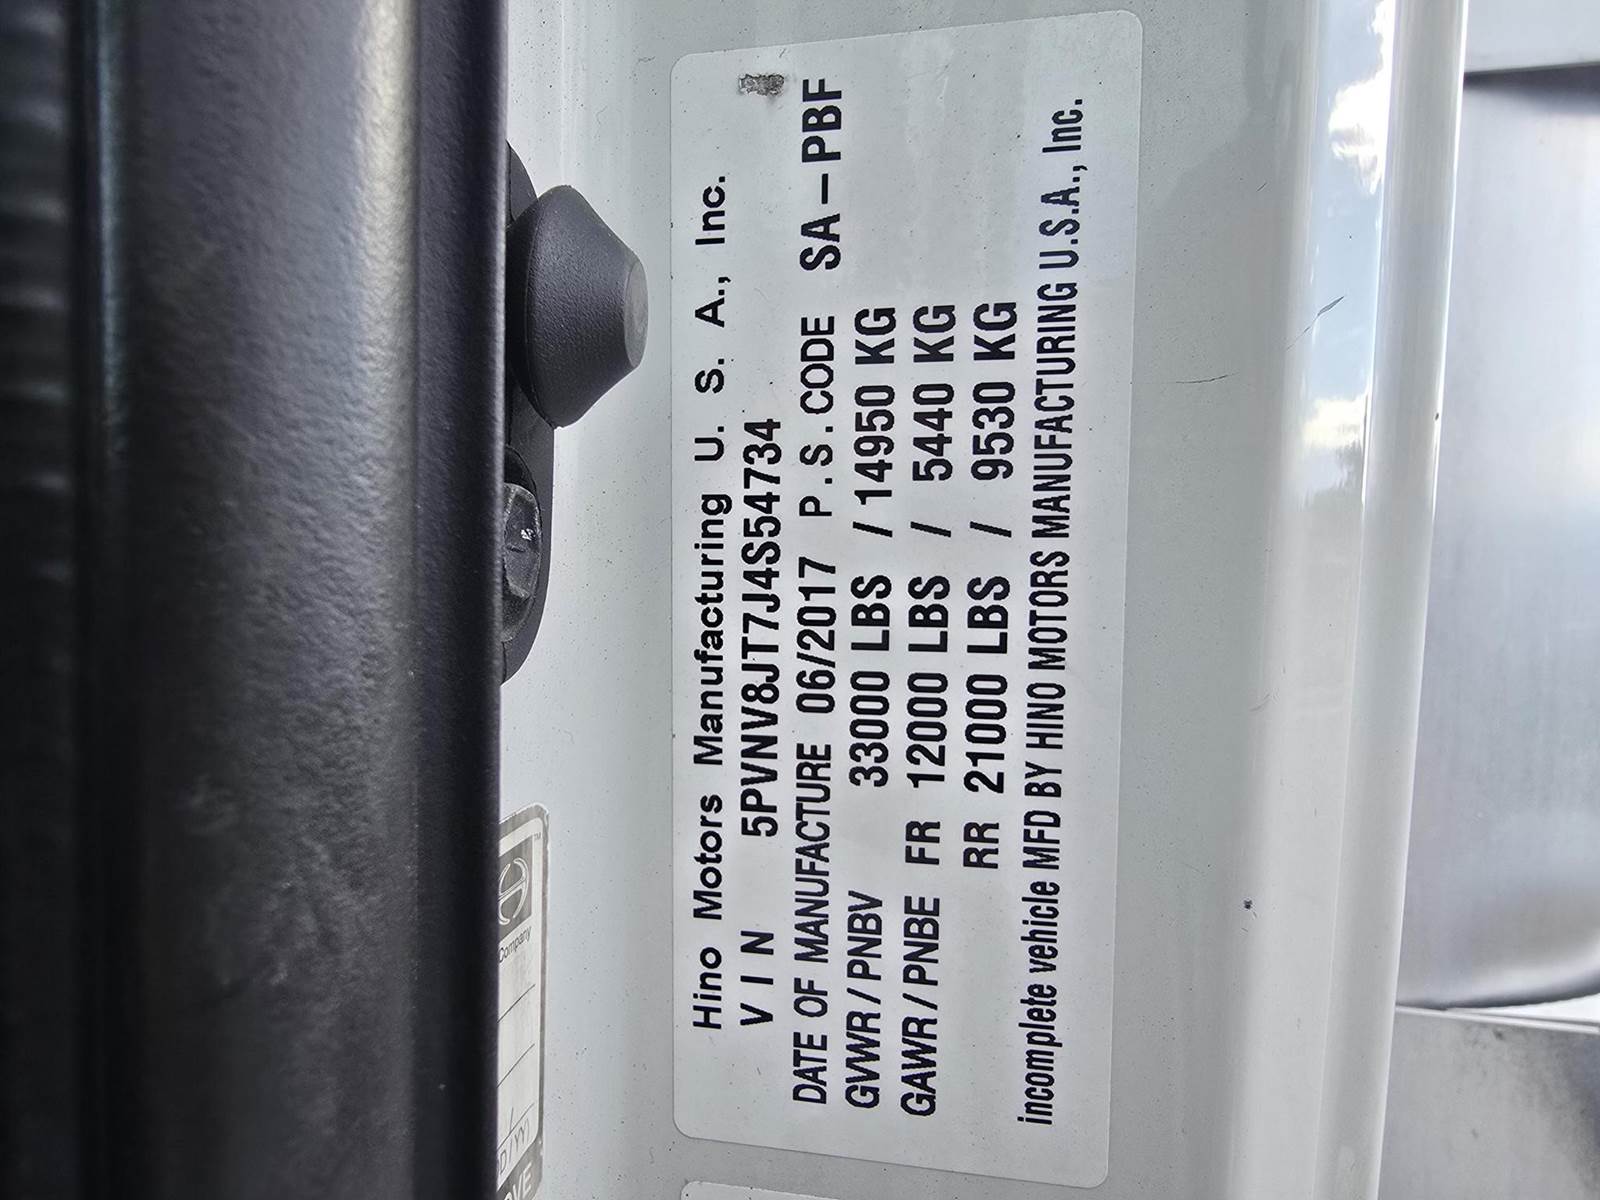 Hino Motors Manufacturing U. S. A., Inc.
VIN 5PVNV8JT7J4S54734
DATE OF MANUFACTURE 06/2017 P.S.CODE SA-PBF
GVWR/PNBV 33000 LBS / 14950 KG
GAWR/PNBE FR 12000 LBS / 5440 KG
RR 21000 LBS / 9530 KG
incomplete vehicle MFD BY HINO MOTORS MANUFACTURING U.S.A., Inc.
Company